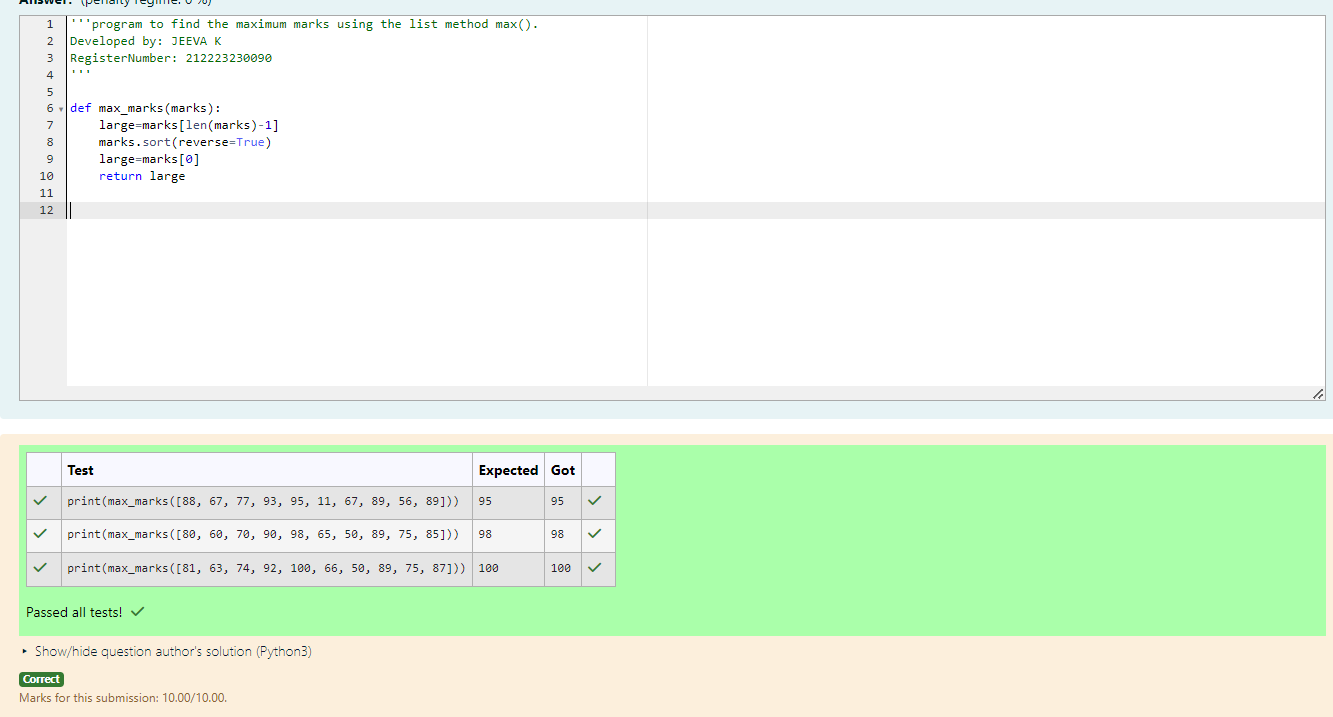 Answer: (penalty regime: 0 %)
1 '''program to find the maximum marks using the list method max().
2 Developed by: JEEVA K
3 RegisterNumber: 212223230090
4 '''
5
6 def max_marks(marks):
7     large=marks[len(marks)-1]
8     marks.sort(reverse=True)
9     large=marks[0]
10     return large
11
12
Test Expected Got
print(max_marks([88, 67, 77, 93, 95, 11, 67, 89, 56, 89])) 95 95
print(max_marks([80, 60, 70, 90, 98, 65, 50, 89, 75, 85])) 98 98
print(max_marks([81, 63, 74, 92, 100, 66, 50, 89, 75, 87])) 100 100
Passed all tests!
Show/hide question author's solution (Python3)
Correct
Marks for this submission: 10.00/10.00.